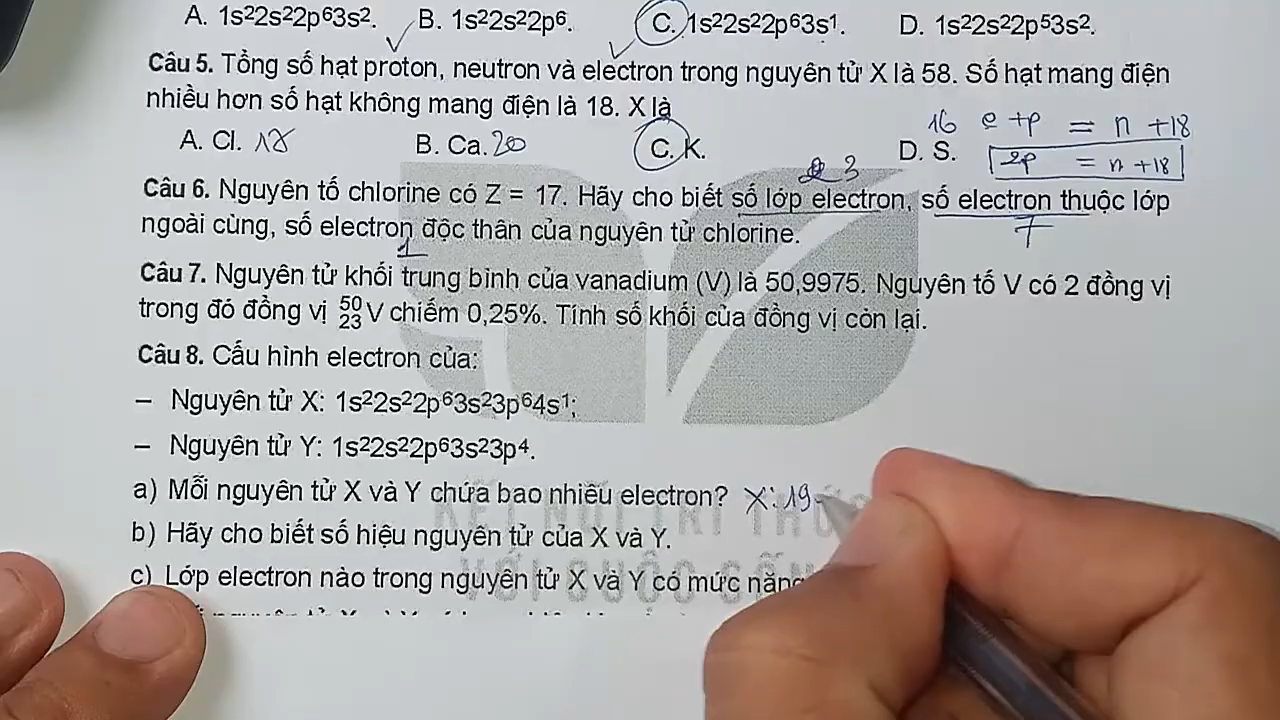 A. 1s²2s²2p⁶3s². B. 1s²2s²2p⁶. C. 1s²2s²2p⁶3s¹. D. 1s²2s²2p⁵3s².
Câu 5. Tổng số hạt proton, neutron và electron trong nguyên tử X là 58. Số hạt mang điện
nhiều hơn số hạt không mang điện là 18. X là
16 e + p = n + 18
A. Cl. 18 B. Ca. 20 C. K. D. S. 2p = n + 18
3
Câu 6. Nguyên tố chlorine có Z = 17. Hãy cho biết số lớp electron, số electron thuộc lớp
ngoài cùng, số electron độc thân của nguyên tử chlorine. 7
1
Câu 7. Nguyên tử khối trung bình của vanadium (V) là 50,9975. Nguyên tố V có 2 đồng vị
trong đó đồng vị ⁵⁰₂₃V chiếm 0,25%. Tính số khối của đồng vị còn lại.
Câu 8. Cấu hình electron của:
– Nguyên tử X: 1s²2s²2p⁶3s²3p⁶4s¹;
– Nguyên tử Y: 1s²2s²2p⁶3s²3p⁴.
a) Mỗi nguyên tử X và Y chứa bao nhiêu electron? X: 19
b) Hãy cho biết số hiệu nguyên tử của X và Y.
c) Lớp electron nào trong nguyên tử X và Y có mức năng